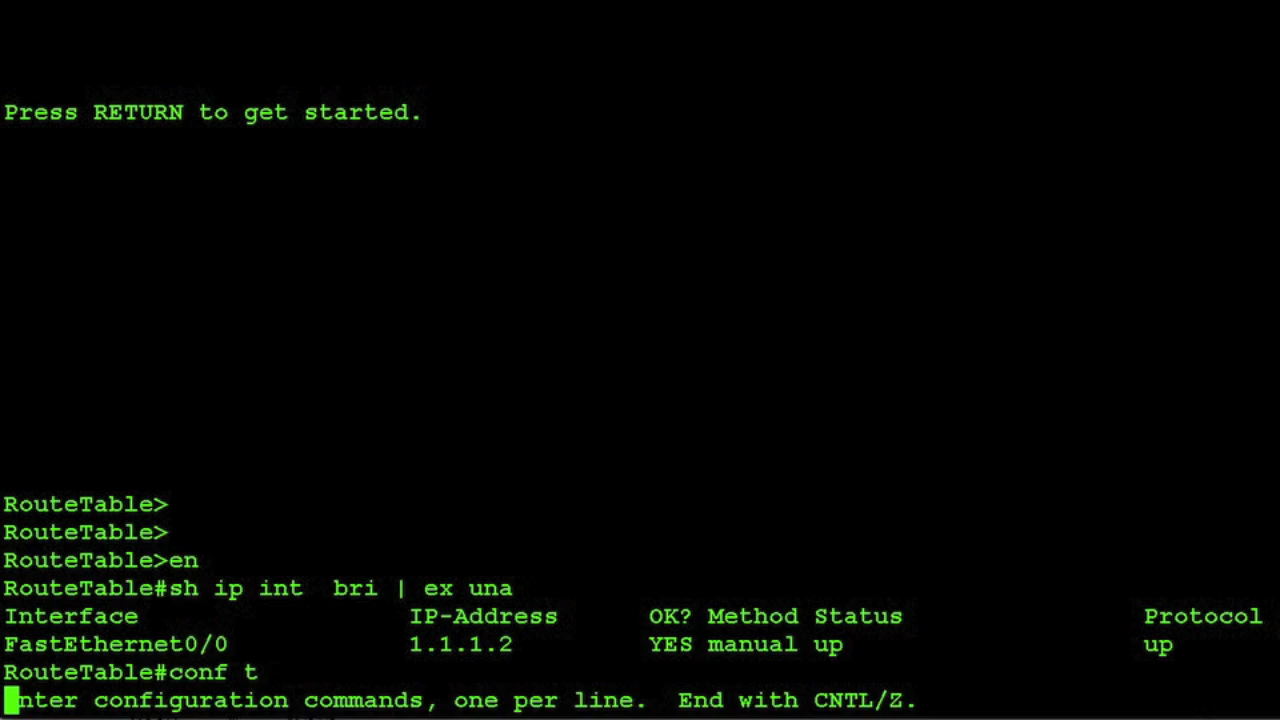 Press RETURN to get started.
RouteTable>
RouteTable>
RouteTable>en
RouteTable#sh ip int  bri | ex una
Interface                  IP-Address      OK? Method Status                Protocol
FastEthernet0/0            1.1.1.2         YES manual up                    up
RouteTable#conf t
nter configuration commands, one per line.  End with CNTL/Z.